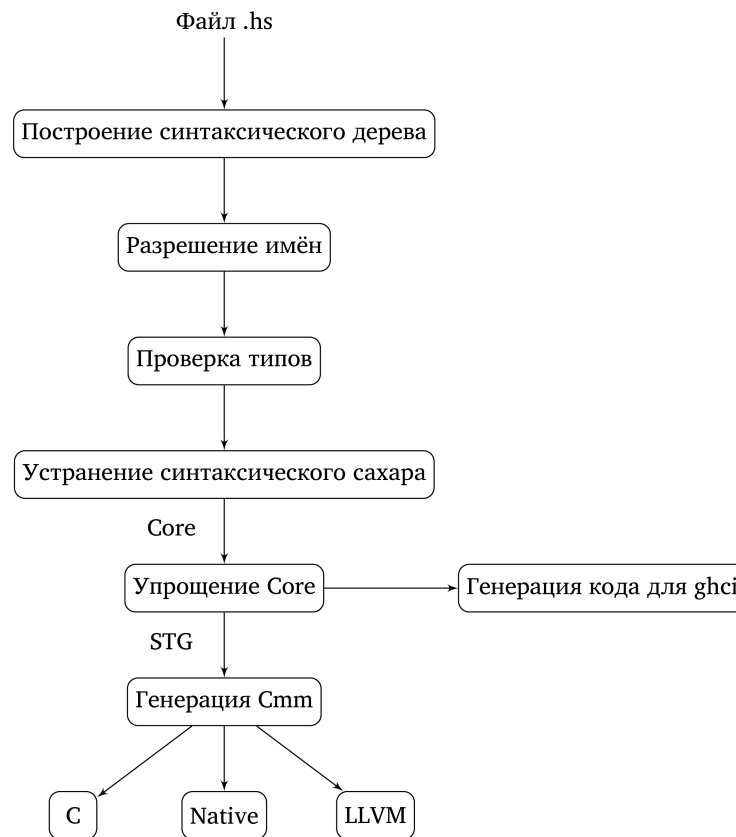 Файл .hs
Построение синтаксического дерева
Разрешение имён
Проверка типов
Устранение синтаксического сахара
Core
Упрощение Core
Генерация кода для ghci
STG
Генерация Cmm
C
Native
LLVM